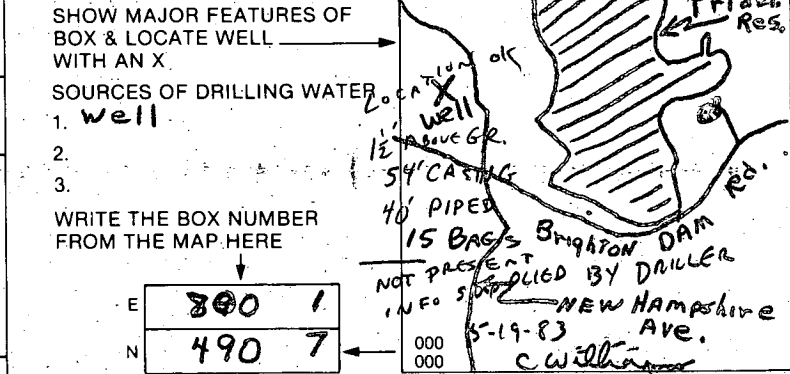 SHOW MAJOR FEATURES OF
BOX & LOCATE WELL
WITH AN X
SOURCES OF DRILLING WATER
1. Well
2.
3.
WRITE THE BOX NUMBER
FROM THE MAP HERE
E 800 1
N 490 7
000
000
Res.
LOCATION OK
X
Well
1½' ABOVE GR.
54' CASTING
40' PIPED
15 BAGS
Brighton DAM Rd.
NOT PRESENT
INFO SUPPLIED BY DRILLER
NEW HAMPShire
Ave.
5-19-83
C Williams